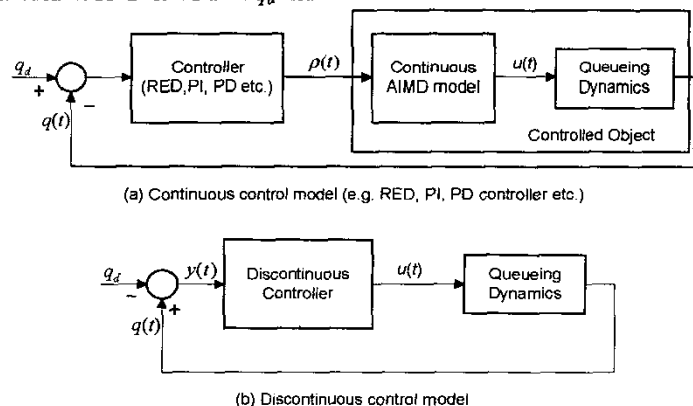 q_d
+
−
q(t)
Controller
(RED,PI, PD etc.)
ρ(t)
Continuous
AIMD model
u(t)
Queueing
Dynamics
Controlled Object
(a) Continuous control model (e.g. RED, PI, PD controller etc.)
q_d
−
+
q(t)
y(t)
Discontinuous
Controller
u(t)
Queueing
Dynamics
(b) Discontinuous control model